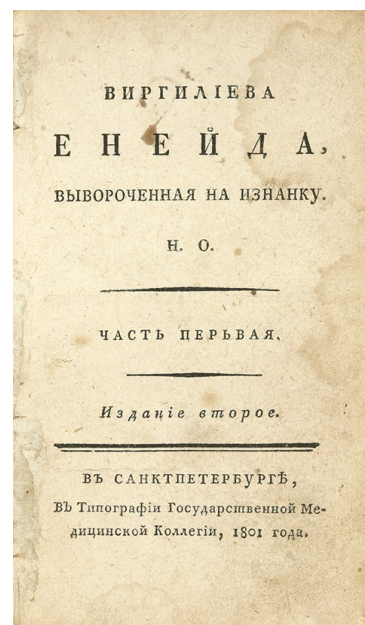 ВИРГИЛІЕВА
ЕНЕЙДА,
ВЫВОРОЧЕННАЯ НА ИЗНАНКУ.
Н. О.
ЧАСТЬ ПЕРЬВАЯ.
Изданіе второе.
ВЪ САНКТПЕТЕРБУРГѢ,
ВЪ Типографіи Государственной Ме-
дицинской Коллегіи, 1801 года.